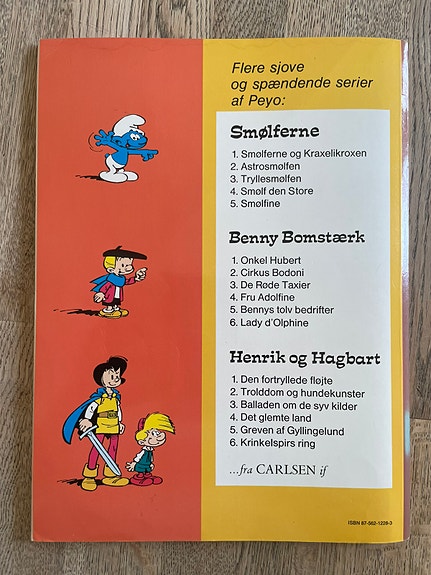 Flere sjove
og spændende serier
af Peyo:
Smølferne
1. Smølferne og Kraxelikroxen
2. Astrosmølfen
3. Tryllesmølfen
4. Smølf den Store
5. Smølfine
Benny Bomstærk
1. Onkel Hubert
2. Cirkus Bodoni
3. De Røde Taxier
4. Fru Adolfine
5. Bennys tolv bedrifter
6. Lady d'Olphine
Henrik og Hagbart
1. Den fortryllede fløjte
2. Trolddom og hundekunster
3. Balladen om de syv kilder
4. Det glemte land
5. Greven af Gyllingelund
6. Krinkelspirs ring
...fra CARLSEN if
ISBN 87-562-1228-3